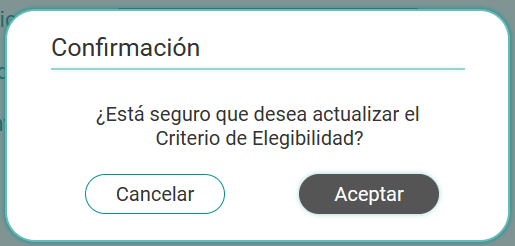 Confirmación
¿Está seguro que desea actualizar el
Criterio de Elegibilidad?
Cancelar
Aceptar